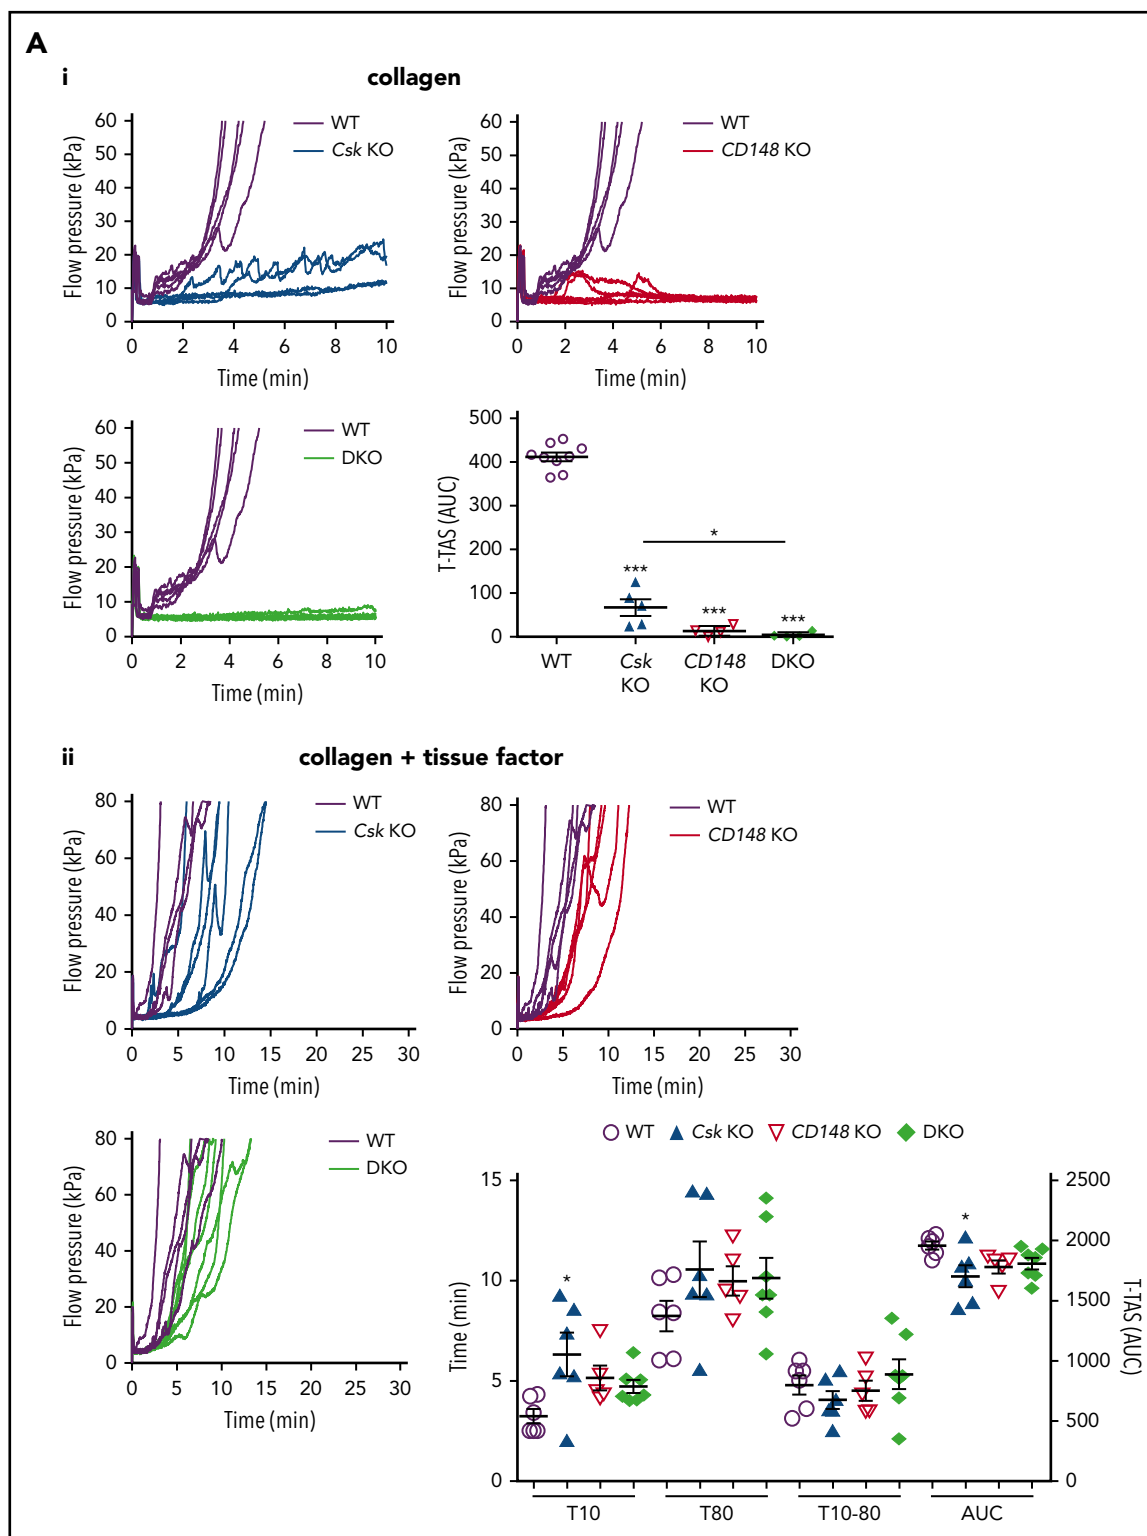 A
i collagen
60
50
40
30
20
10
0
Flow pressure (kPa)
WT
Csk KO
0 2 4 6 8 10
Time (min)
60
50
40
30
20
10
0
Flow pressure (kPa)
WT
CD148 KO
0 2 4 6 8 10
Time (min)
60
50
40
30
20
10
0
Flow pressure (kPa)
WT
DKO
0 2 4 6 8 10
Time (min)
500
400
300
200
100
0
T-TAS (AUC)
*
***
***
***
WT Csk KO CD148 KO DKO
ii collagen + tissue factor
80
60
40
20
0
Flow pressure (kPa)
WT
Csk KO
0 5 10 15 20 25 30
Time (min)
80
60
40
20
0
Flow pressure (kPa)
WT
CD148 KO
0 5 10 15 20 25 30
Time (min)
80
60
40
20
0
Flow pressure (kPa)
WT
DKO
0 5 10 15 20 25 30
Time (min)
WT Csk KO CD148 KO DKO
15
10
5
0
Time (min)
*
*
2500
2000
1500
1000
500
0
T-TAS (AUC)
T10 T80 T10-80 AUC